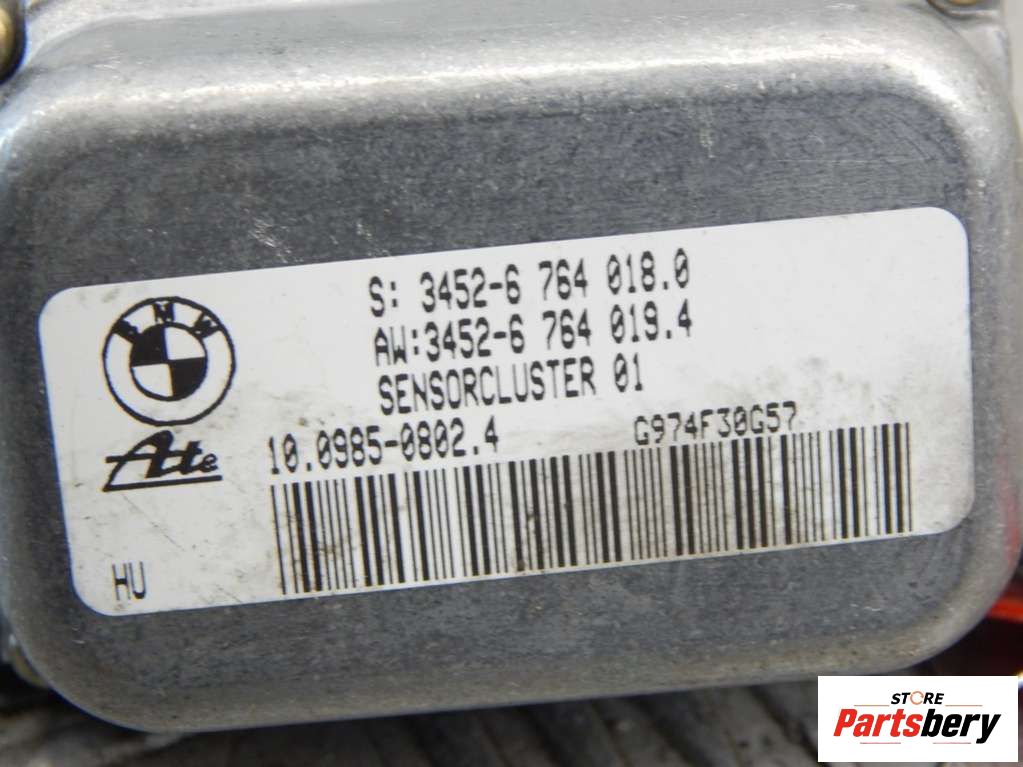 BMW
S: 3452-6 764 018.0
AW:3452-6 764 019.4
SENSORCLUSTER 01
Ate
10.0985-0802.4 G974F30G57
HU
STORE
Partsbery